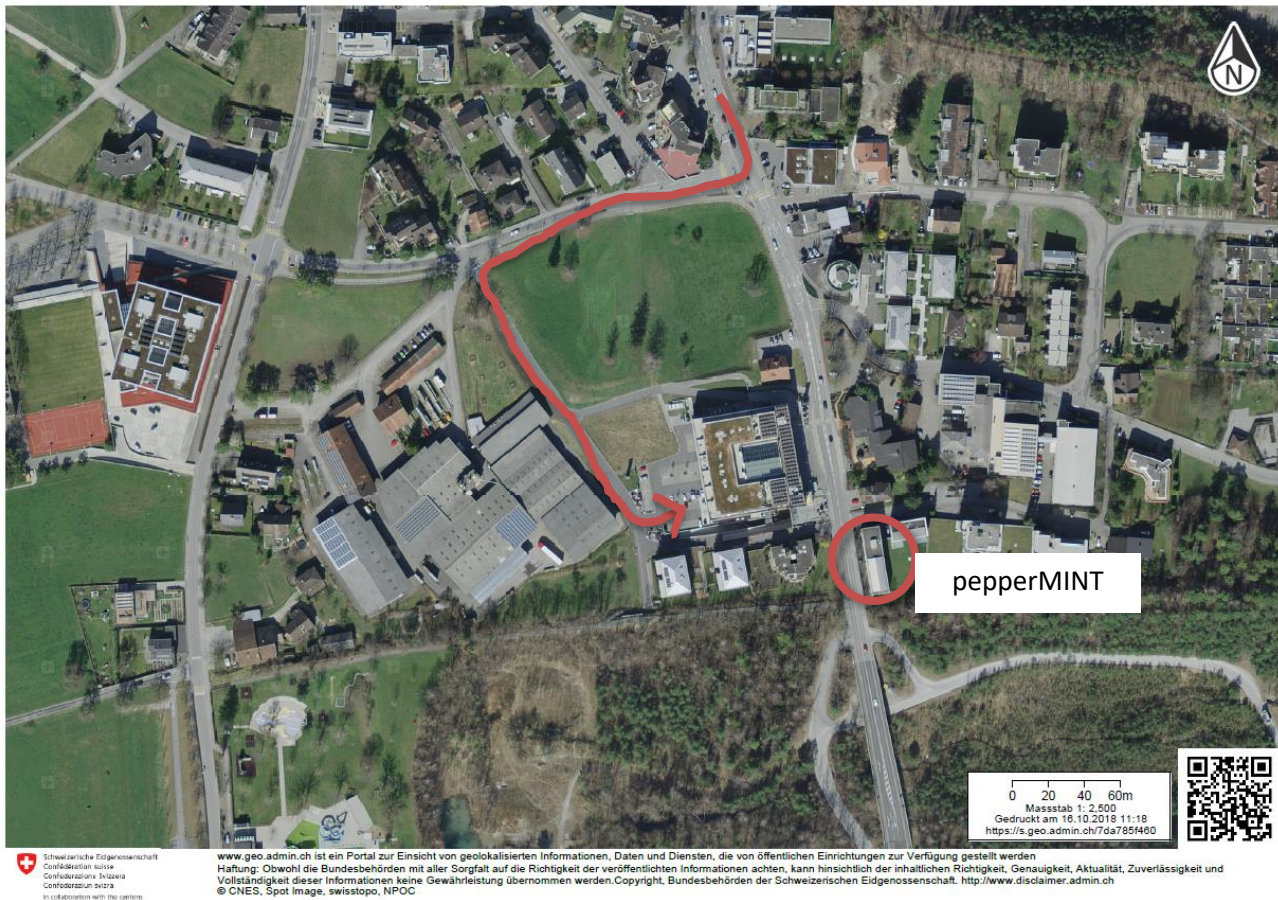 N
pepperMINT
0 20 40 60m
Massstab 1: 2,500
Gedruckt am 16.10.2018 11:18
https://s.geo.admin.ch/7da785f460
Schweizerische Eidgenossenschaft
Confédération suisse
Confederazione Svizzera
Confederaziun svizra
In collaboration with the cantons
www.geo.admin.ch ist ein Portal zur Einsicht von geolokalisierten Informationen, Daten und Diensten, die von öffentlichen Einrichtungen zur Verfügung gestellt werden
Haftung: Obwohl die Bundesbehörden mit aller Sorgfalt auf die Richtigkeit der veröffentlichten Informationen achten, kann hinsichtlich der inhaltlichen Richtigkeit, Genauigkeit, Aktualität, Zuverlässigkeit und
Vollständigkeit dieser Informationen keine Gewährleistung übernommen werden.Copyright, Bundesbehörden der Schweizerischen Eidgenossenschaft. http://www.disclaimer.admin.ch
© CNES, Spot Image, swisstopo, NPOC